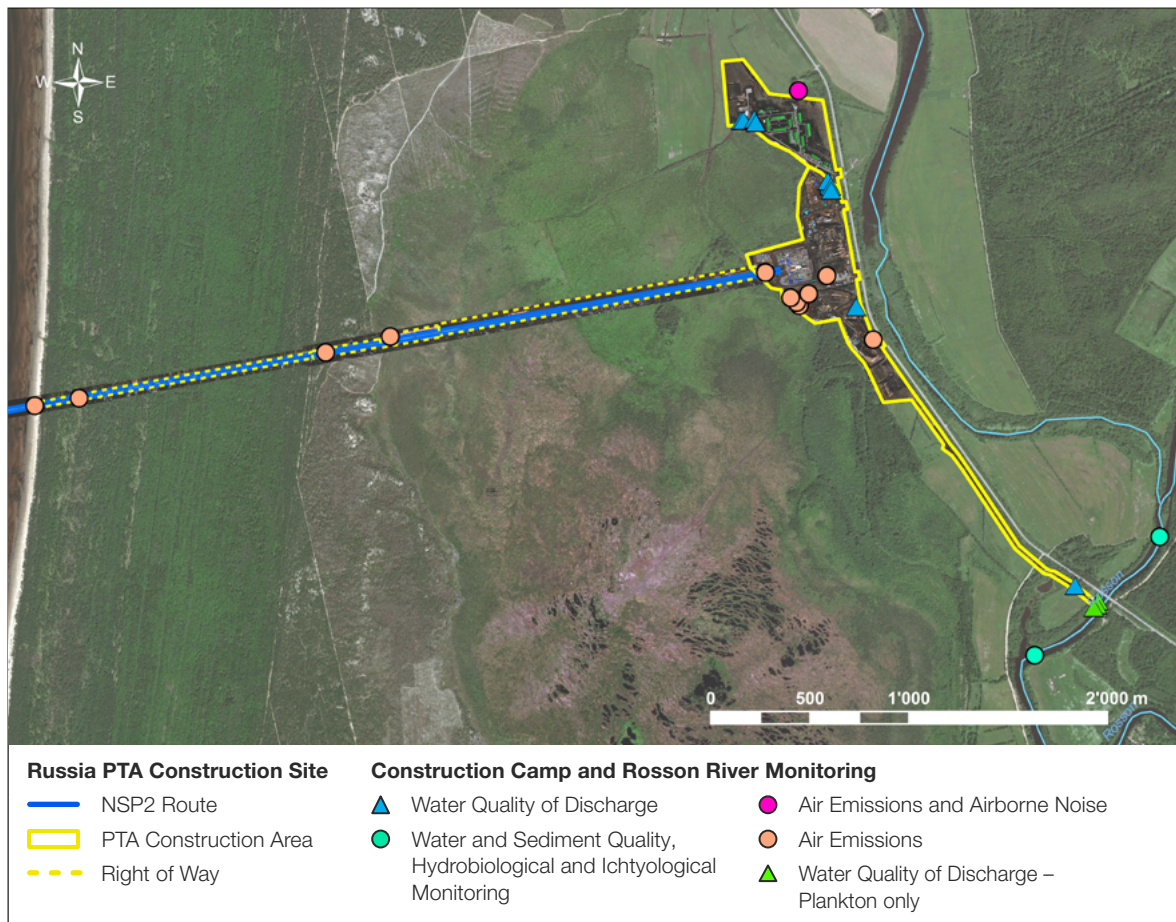 N
W E
S
Rosson
Rosson
0 500 1'000 2'000 m
Russia PTA Construction Site
NSP2 Route
PTA Construction Area
Right of Way
Construction Camp and Rosson River Monitoring
Water Quality of Discharge
Water and Sediment Quality,
Hydrobiological and Ichtyological
Monitoring
Air Emissions and Airborne Noise
Air Emissions
Water Quality of Discharge –
Plankton only